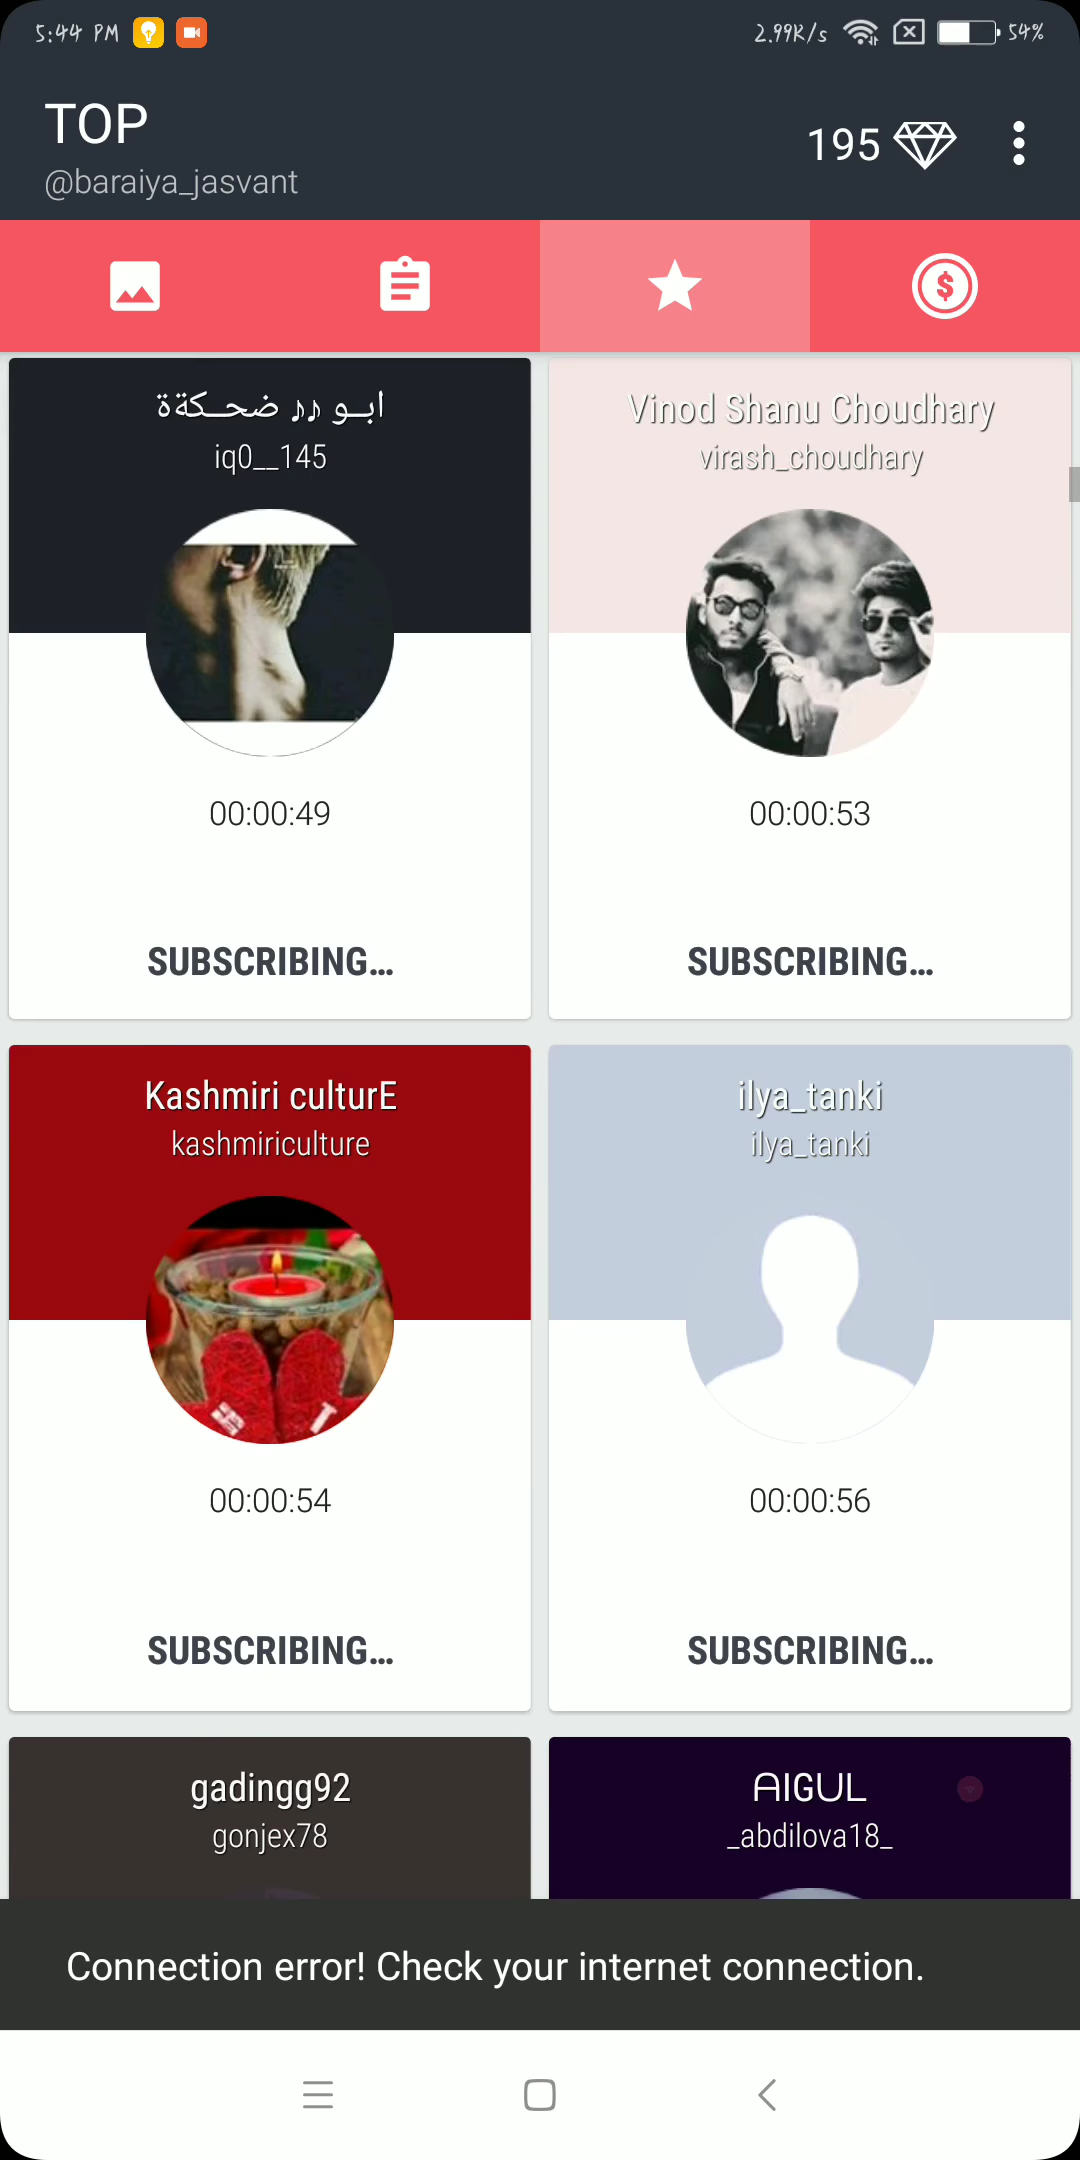 5:44 PM 2.99K/s 54%
TOP
@baraiya_jasvant
195
ابــو ♪♪ ضحــكةة
iq0__145
00:00:49
SUBSCRIBING...
Vinod Shanu Choudhary
virash_choudhary
00:00:53
SUBSCRIBING...
Kashmiri culturE
kashmiriculture
00:00:54
SUBSCRIBING...
ilya_tanki
ilya_tanki
00:00:56
SUBSCRIBING...
gadingg92
gonjex78
AIGUL
_abdilova18_
Connection error! Check your internet connection.